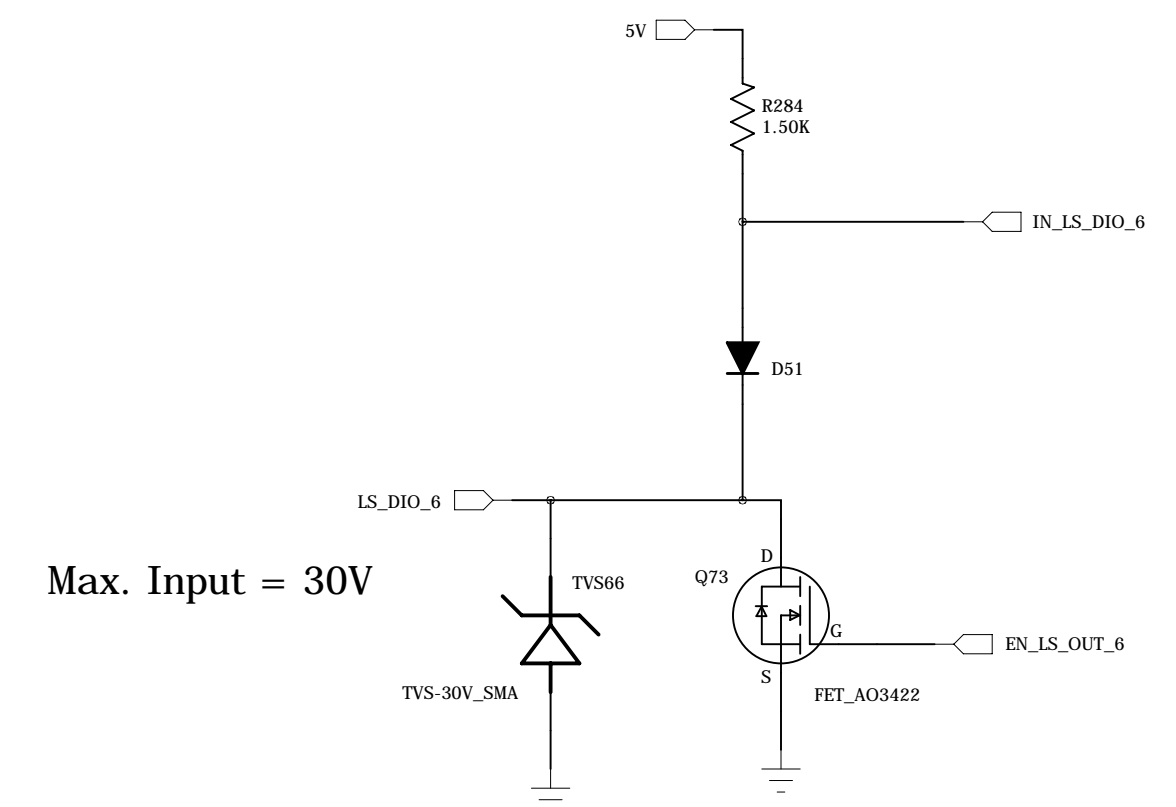 5V
R284
1.50K
IN_LS_DIO_6
D51
LS_DIO_6
D
Max. Input = 30V
TVS66
Q73
G
EN_LS_OUT_6
S
TVS-30V_SMA
FET_AO3422